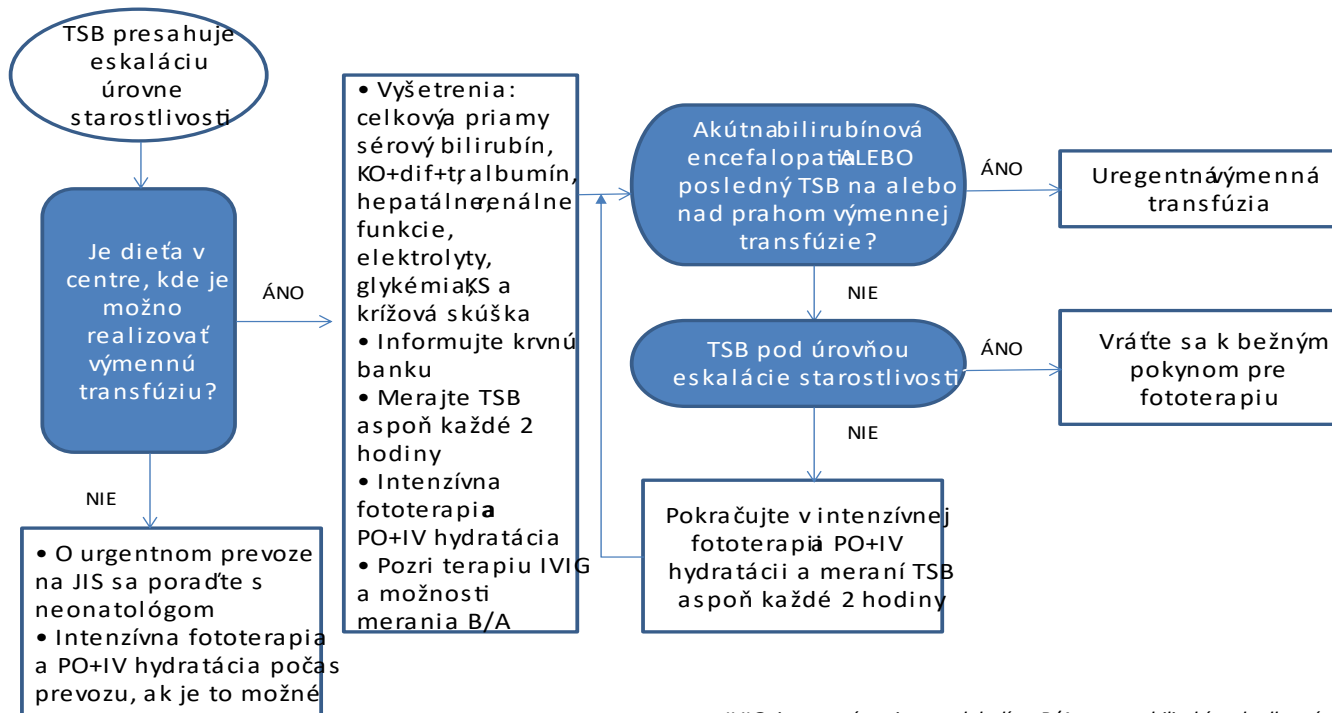 TSB presahuje
eskaláciu
úrovne
starostlivosti
Je dieťa v
centre, kde je
možno
realizovať
výmennú
transfúziu?
ÁNO
NIE
• O urgentnom prevoze
na JIS sa poraďte s
neonatológom
• Intenzívna fototerapia
a PO+IV hydratácia počas
prevozu, ak je to možné
• Vyšetrenia:
celkový a priamy
sérový bilirubín,
KO+dif+tr, albumín,
hepatálne, renálne
funkcie,
elektrolyty,
glykémia, KS a
krížová skúška
• Informujte krvnú
banku
• Merajte TSB
aspoň každé 2
hodiny
• Intenzívna
fototerapia a
PO+IV hydratácia
• Pozri terapiu IVIG
a možnosti
merania B/A
Akútna bilirubínová
encefalopatia ALEBO
posledný TSB na alebo
nad prahom výmennej
transfúzie?
ÁNO
Uregentná výmenná
transfúzia
NIE
TSB pod úrovňou
eskalácie starostlivosti
ÁNO
Vráťte sa k bežným
pokynom pre
fototerapiu
NIE
Pokračujte v intenzívnej
fototerapii a PO+IV
hydratácii a meraní TSB
aspoň každé 2 hodiny